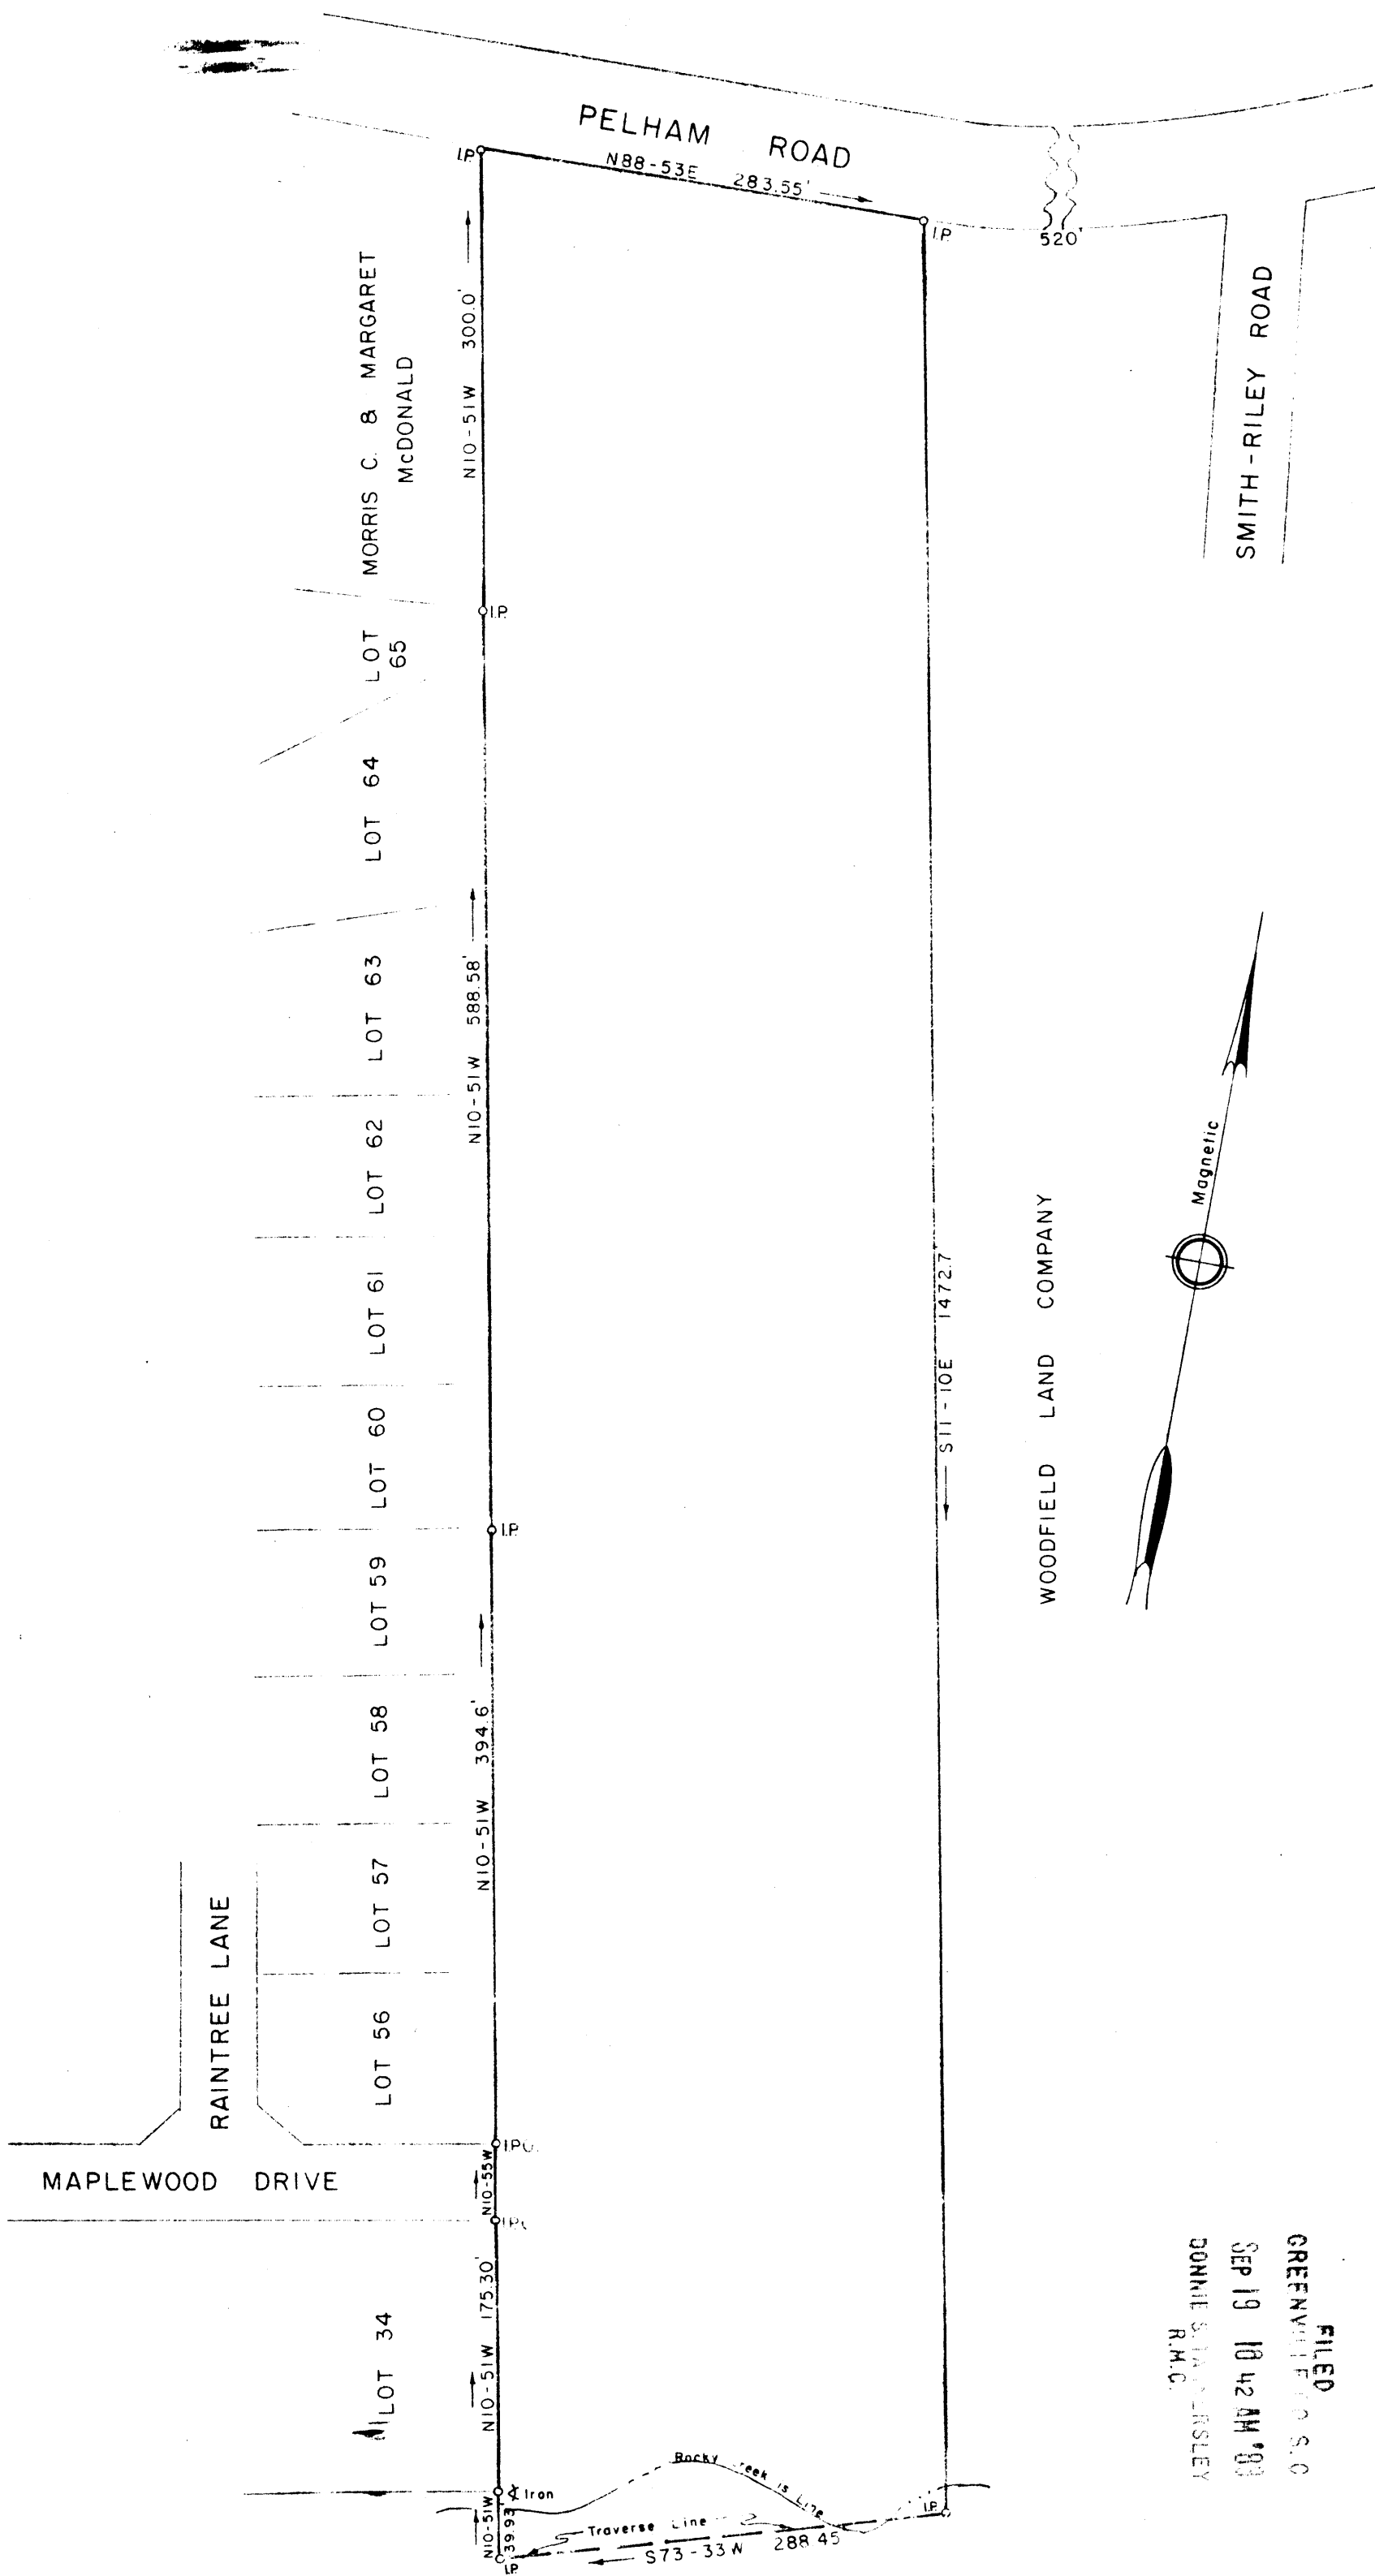 PELHAM ROAD
I.P.
N88-53E 283.55'
I.P.
520'
SMITH-RILEY ROAD
MORRIS C. & MARGARET
McDONALD
N10-51W 300.0'
I.P.
LOT
65
LOT 64
LOT 63
N10-51W 588.58'
LOT 62
LOT 61
LOT 60
I.P.
LOT 59
LOT 58
N10-51W 394.6'
LOT 57
LOT 56
S11-10E 1472.7'
WOODFIELD LAND COMPANY
Magnetic
RAINTREE LANE
I.P.O.
MAPLEWOOD DRIVE
N10-55W
LOT 34
N10-51W 175.30'
Iron
N10-51W
39.93
I.P.
Rocky is Line
Traverse Line
S73-33W 288.45
I.P.
FILED
S.C
SEP 19 10 42 AM '83
DONNIE
R.M.C.